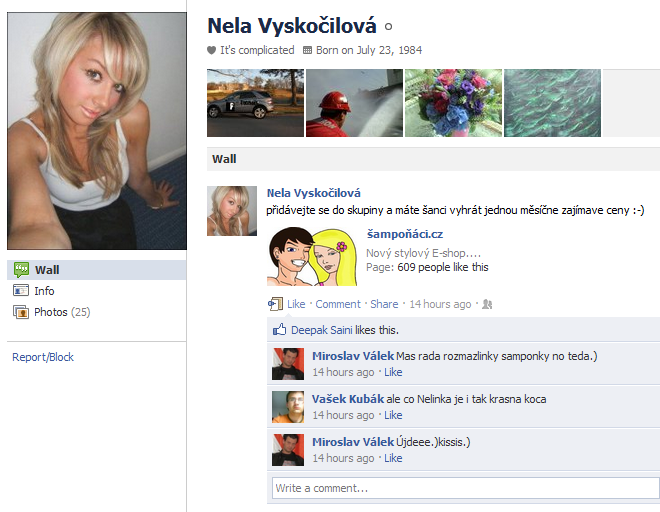 Nela Vyskočilová
It's complicated Born on July 23, 1984
Wall
Nela Vyskočilová
přidávejte se do skupiny a máte šanci vyhrát jednou měsíčne zajímave ceny :-)
šampoňáci.cz
Nový stylový E-shop....
Page: 609 people like this
Like · Comment · Share · 14 hours ago ·
Deepak Saini likes this.
Miroslav Válek Mas rada rozmazlinky samponky no teda.)
14 hours ago · Like
Vašek Kubák ale co Nelinka je i tak krasna koca
14 hours ago · Like
Miroslav Válek Újdeee.)kissis.)
14 hours ago · Like
Write a comment...
Wall
Info
Photos (25)
Report/Block